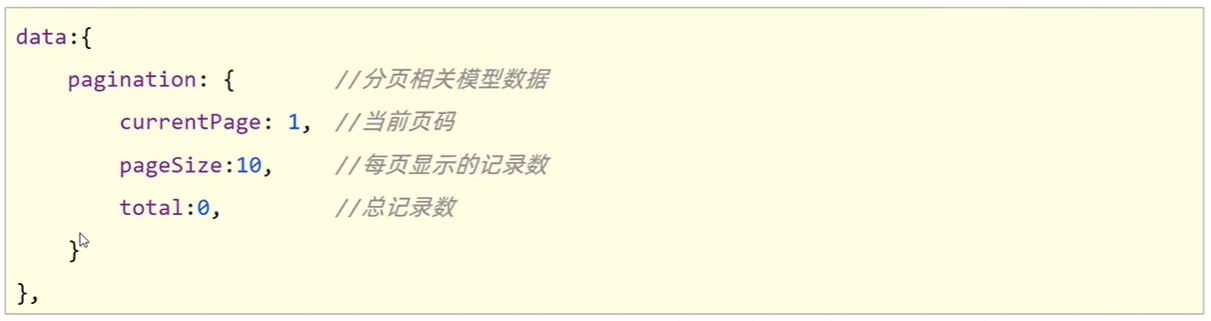 data:{
pagination: { //分页相关模型数据
currentPage: 1, //当前页码
pageSize:10, //每页显示的记录数
total:0, //总记录数
}
},